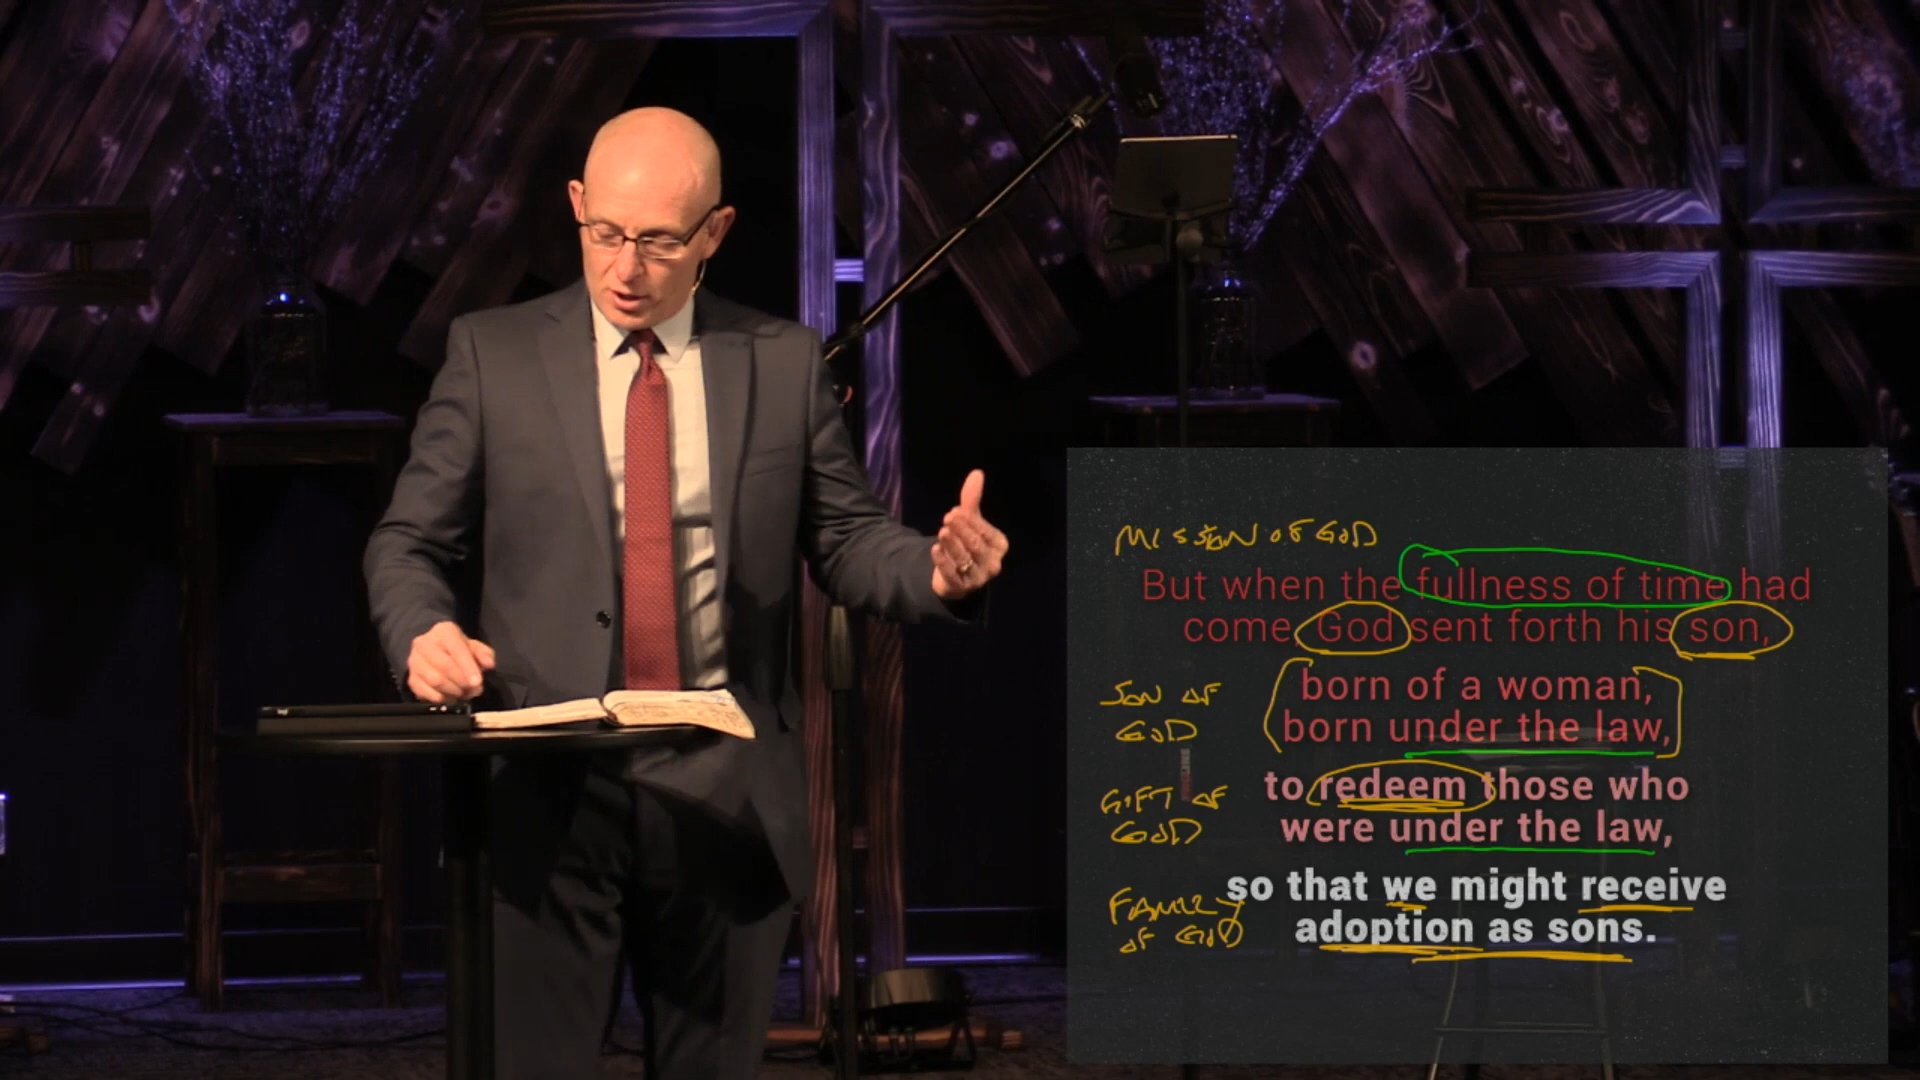 MISSION OF GOD
But when the fullness of time had
come, God sent forth his son,
SON OF
GOD
born of a woman,
born under the law,
GIFT OF
GOD
to redeem those who
were under the law,
FAMILY
OF GOD
so that we might receive
adoption as sons.